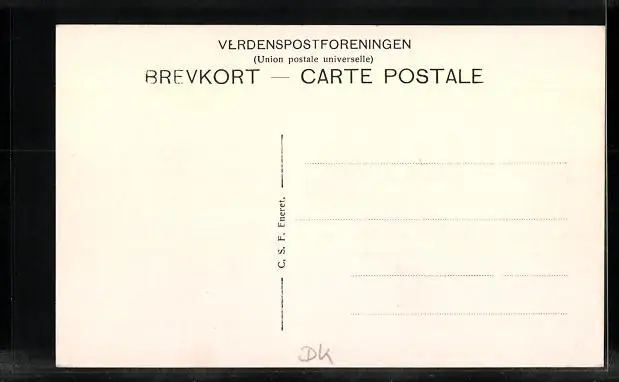 VERDENSPOSTFORENINGEN
(Union postale universelle)
BREVKORT — CARTE POSTALE
C. S. F. Eneret.
DK